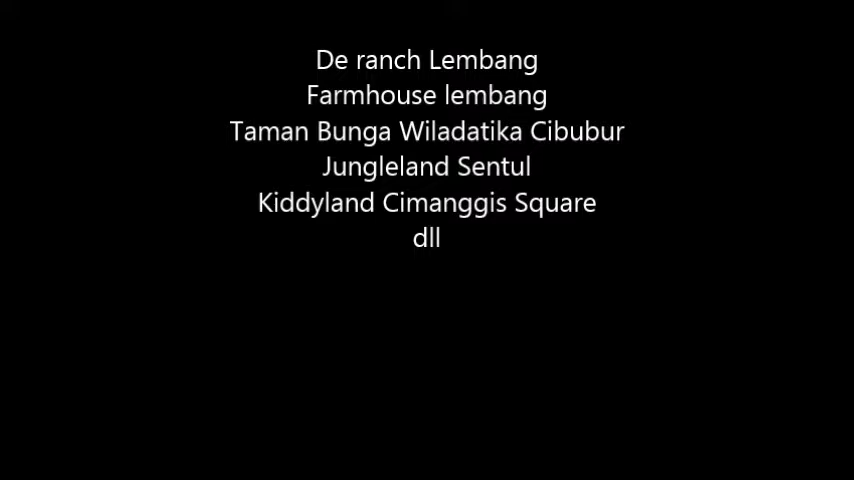 De ranch Lembang
Farmhouse lembang
Taman Bunga Wiladatika Cibubur
Jungleland Sentul
Kiddyland Cimanggis Square
dll